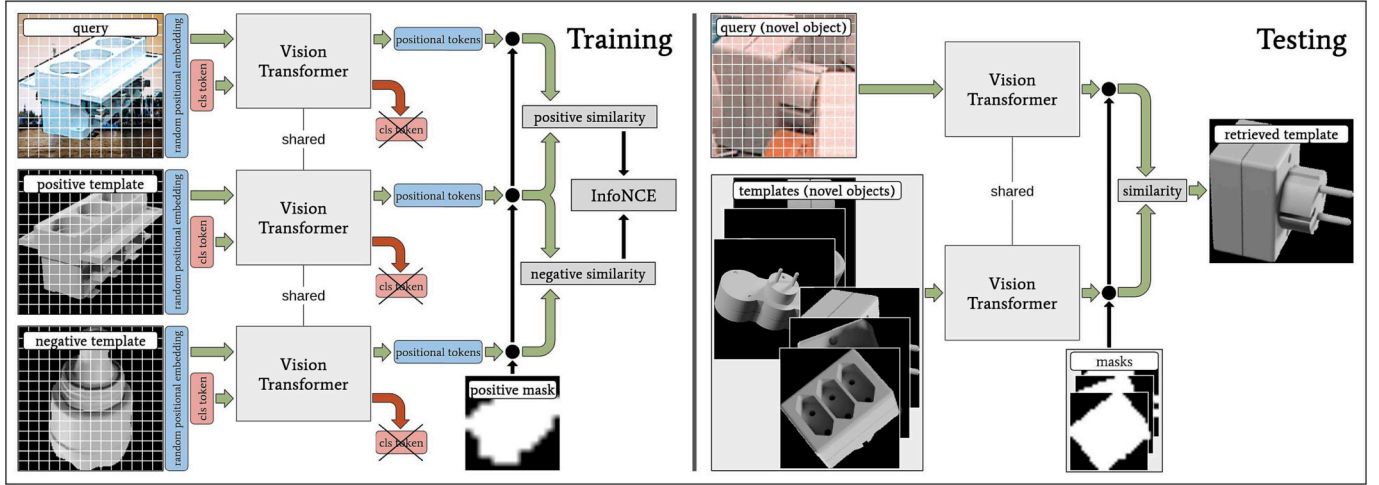 query
random positional embedding
cls token
Vision
Transformer
positional tokens
cls token
shared
positive template
random positional embedding
cls token
Vision
Transformer
positional tokens
cls token
shared
negative template
random positional embedding
cls token
Vision
Transformer
positional tokens
cls token
positive mask
Training
positive similarity
InfoNCE
negative similarity
Testing
query (novel object)
Vision
Transformer
shared
templates (novel objects)
Vision
Transformer
masks
similarity
retrieved template